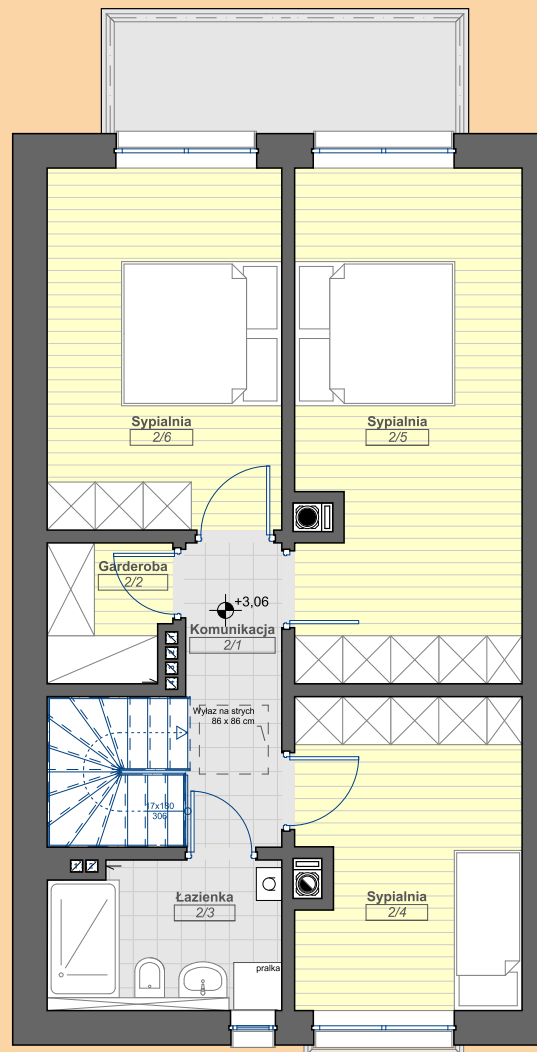 Sypialnia
2/6
Sypialnia
2/5
Garderoba
2/2
+3,06
Komunikacja
2/1
Wyłaz na strych
86 x 86 cm
17x180
306
Łazienka
2/3
Sypialnia
2/4
pralka